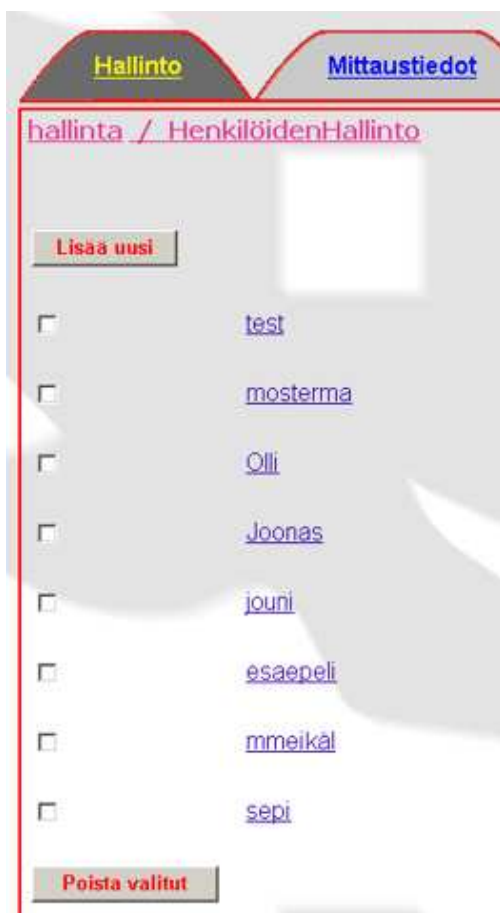 Hallinto Mittaustiedot
hallinta / HenkilöidenHallinto
Lisää uusi
test
mosterma
Olli
Joonas
jouni
esaepeli
mmeikäl
sepi
Poista valitut